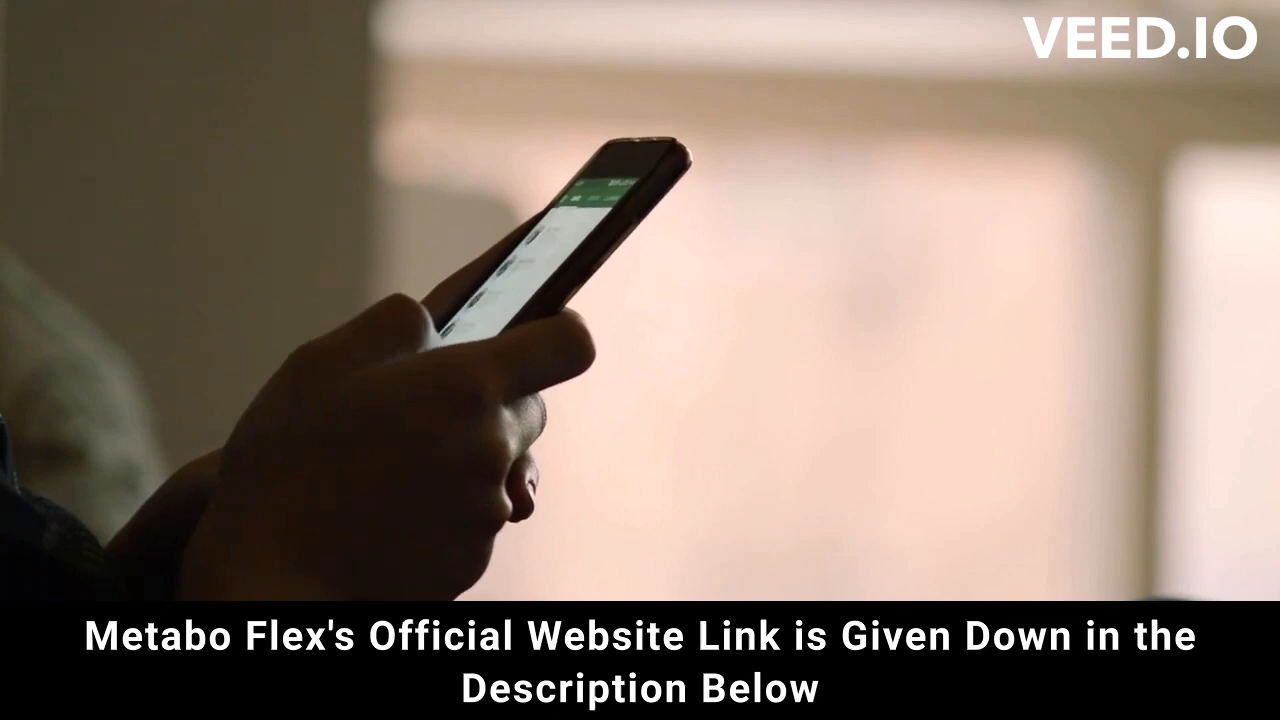 VEED.IO
Metabo Flex's Official Website Link is Given Down in the
Description Below